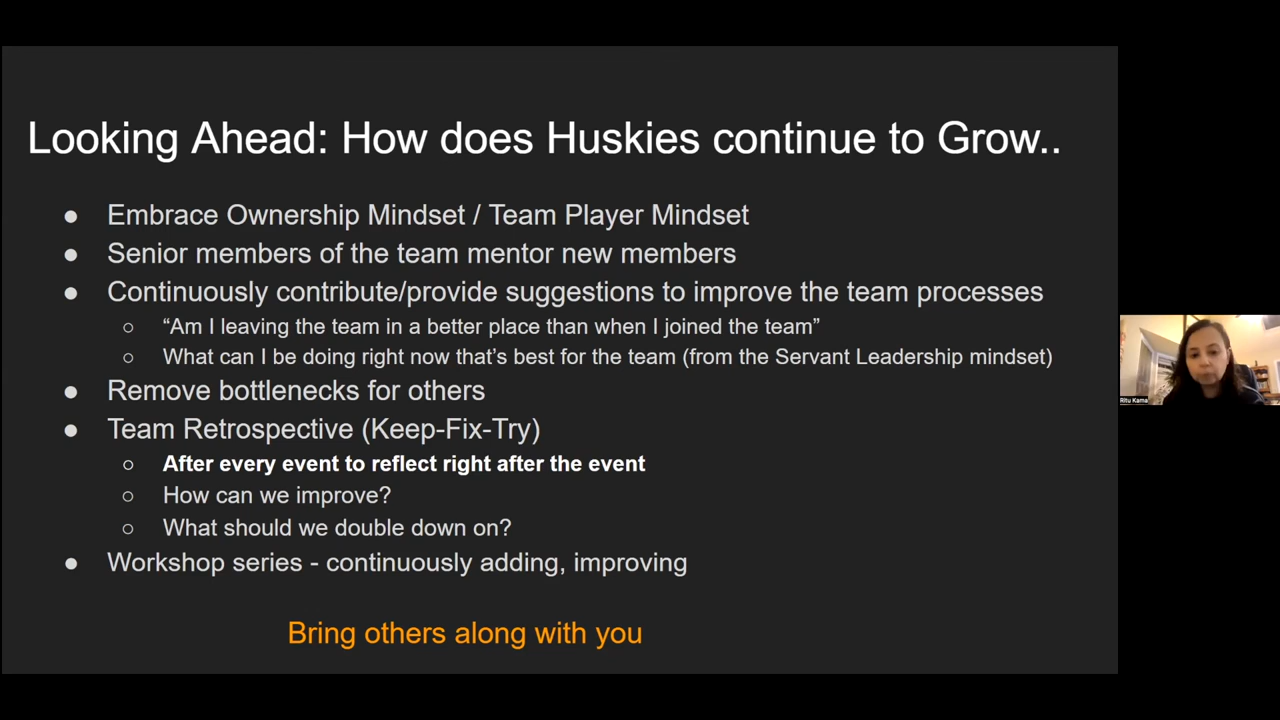 Looking Ahead: How does Huskies continue to Grow..
● Embrace Ownership Mindset / Team Player Mindset
● Senior members of the team mentor new members
● Continuously contribute/provide suggestions to improve the team processes
○ “Am I leaving the team in a better place than when I joined the team”
○ What can I be doing right now that’s best for the team (from the Servant Leadership mindset)
● Remove bottlenecks for others
● Team Retrospective (Keep-Fix-Try)
○ After every event to reflect right after the event
○ How can we improve?
○ What should we double down on?
● Workshop series - continuously adding, improving
Bring others along with you
Ritu Kama